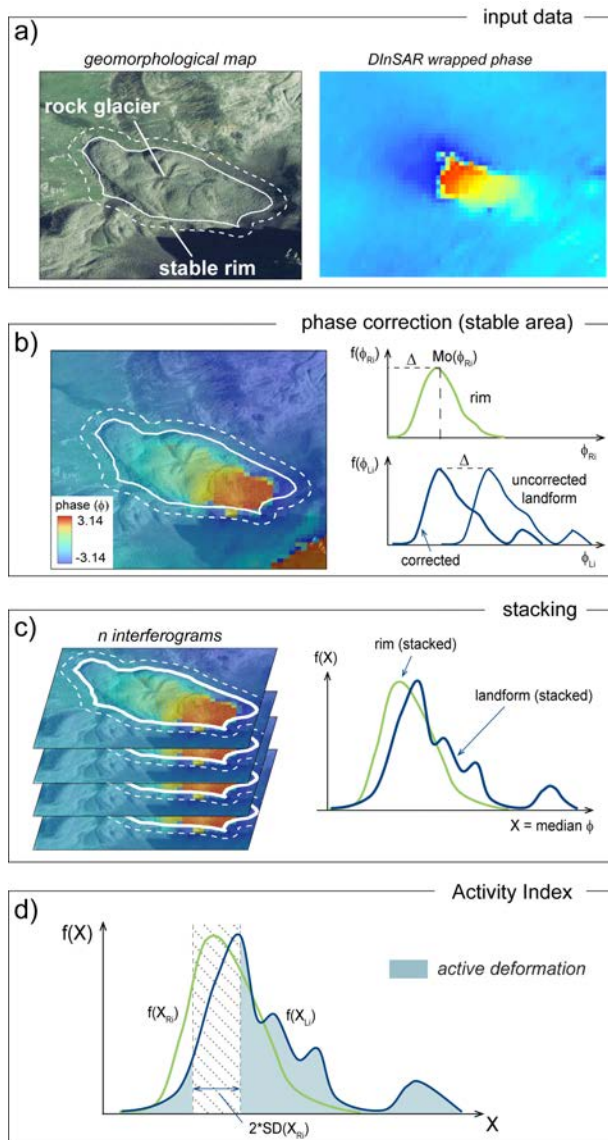 input data
a)
geomorphological map
DInSAR wrapped phase
rock glacier
stable rim
phase correction (stable area)
b)
phase (ϕ)
3.14
-3.14
f(ϕRi)
Δ
Mo(ϕRi)
rim
ϕRi
f(ϕLi)
Δ
uncorrected
landform
corrected
ϕLi
stacking
c)
n interferograms
f(X)
rim (stacked)
landform (stacked)
X = median ϕ
Activity Index
d)
f(X)
active deformation
f(XRi)
f(XLi)
2*SD(XRi)
X